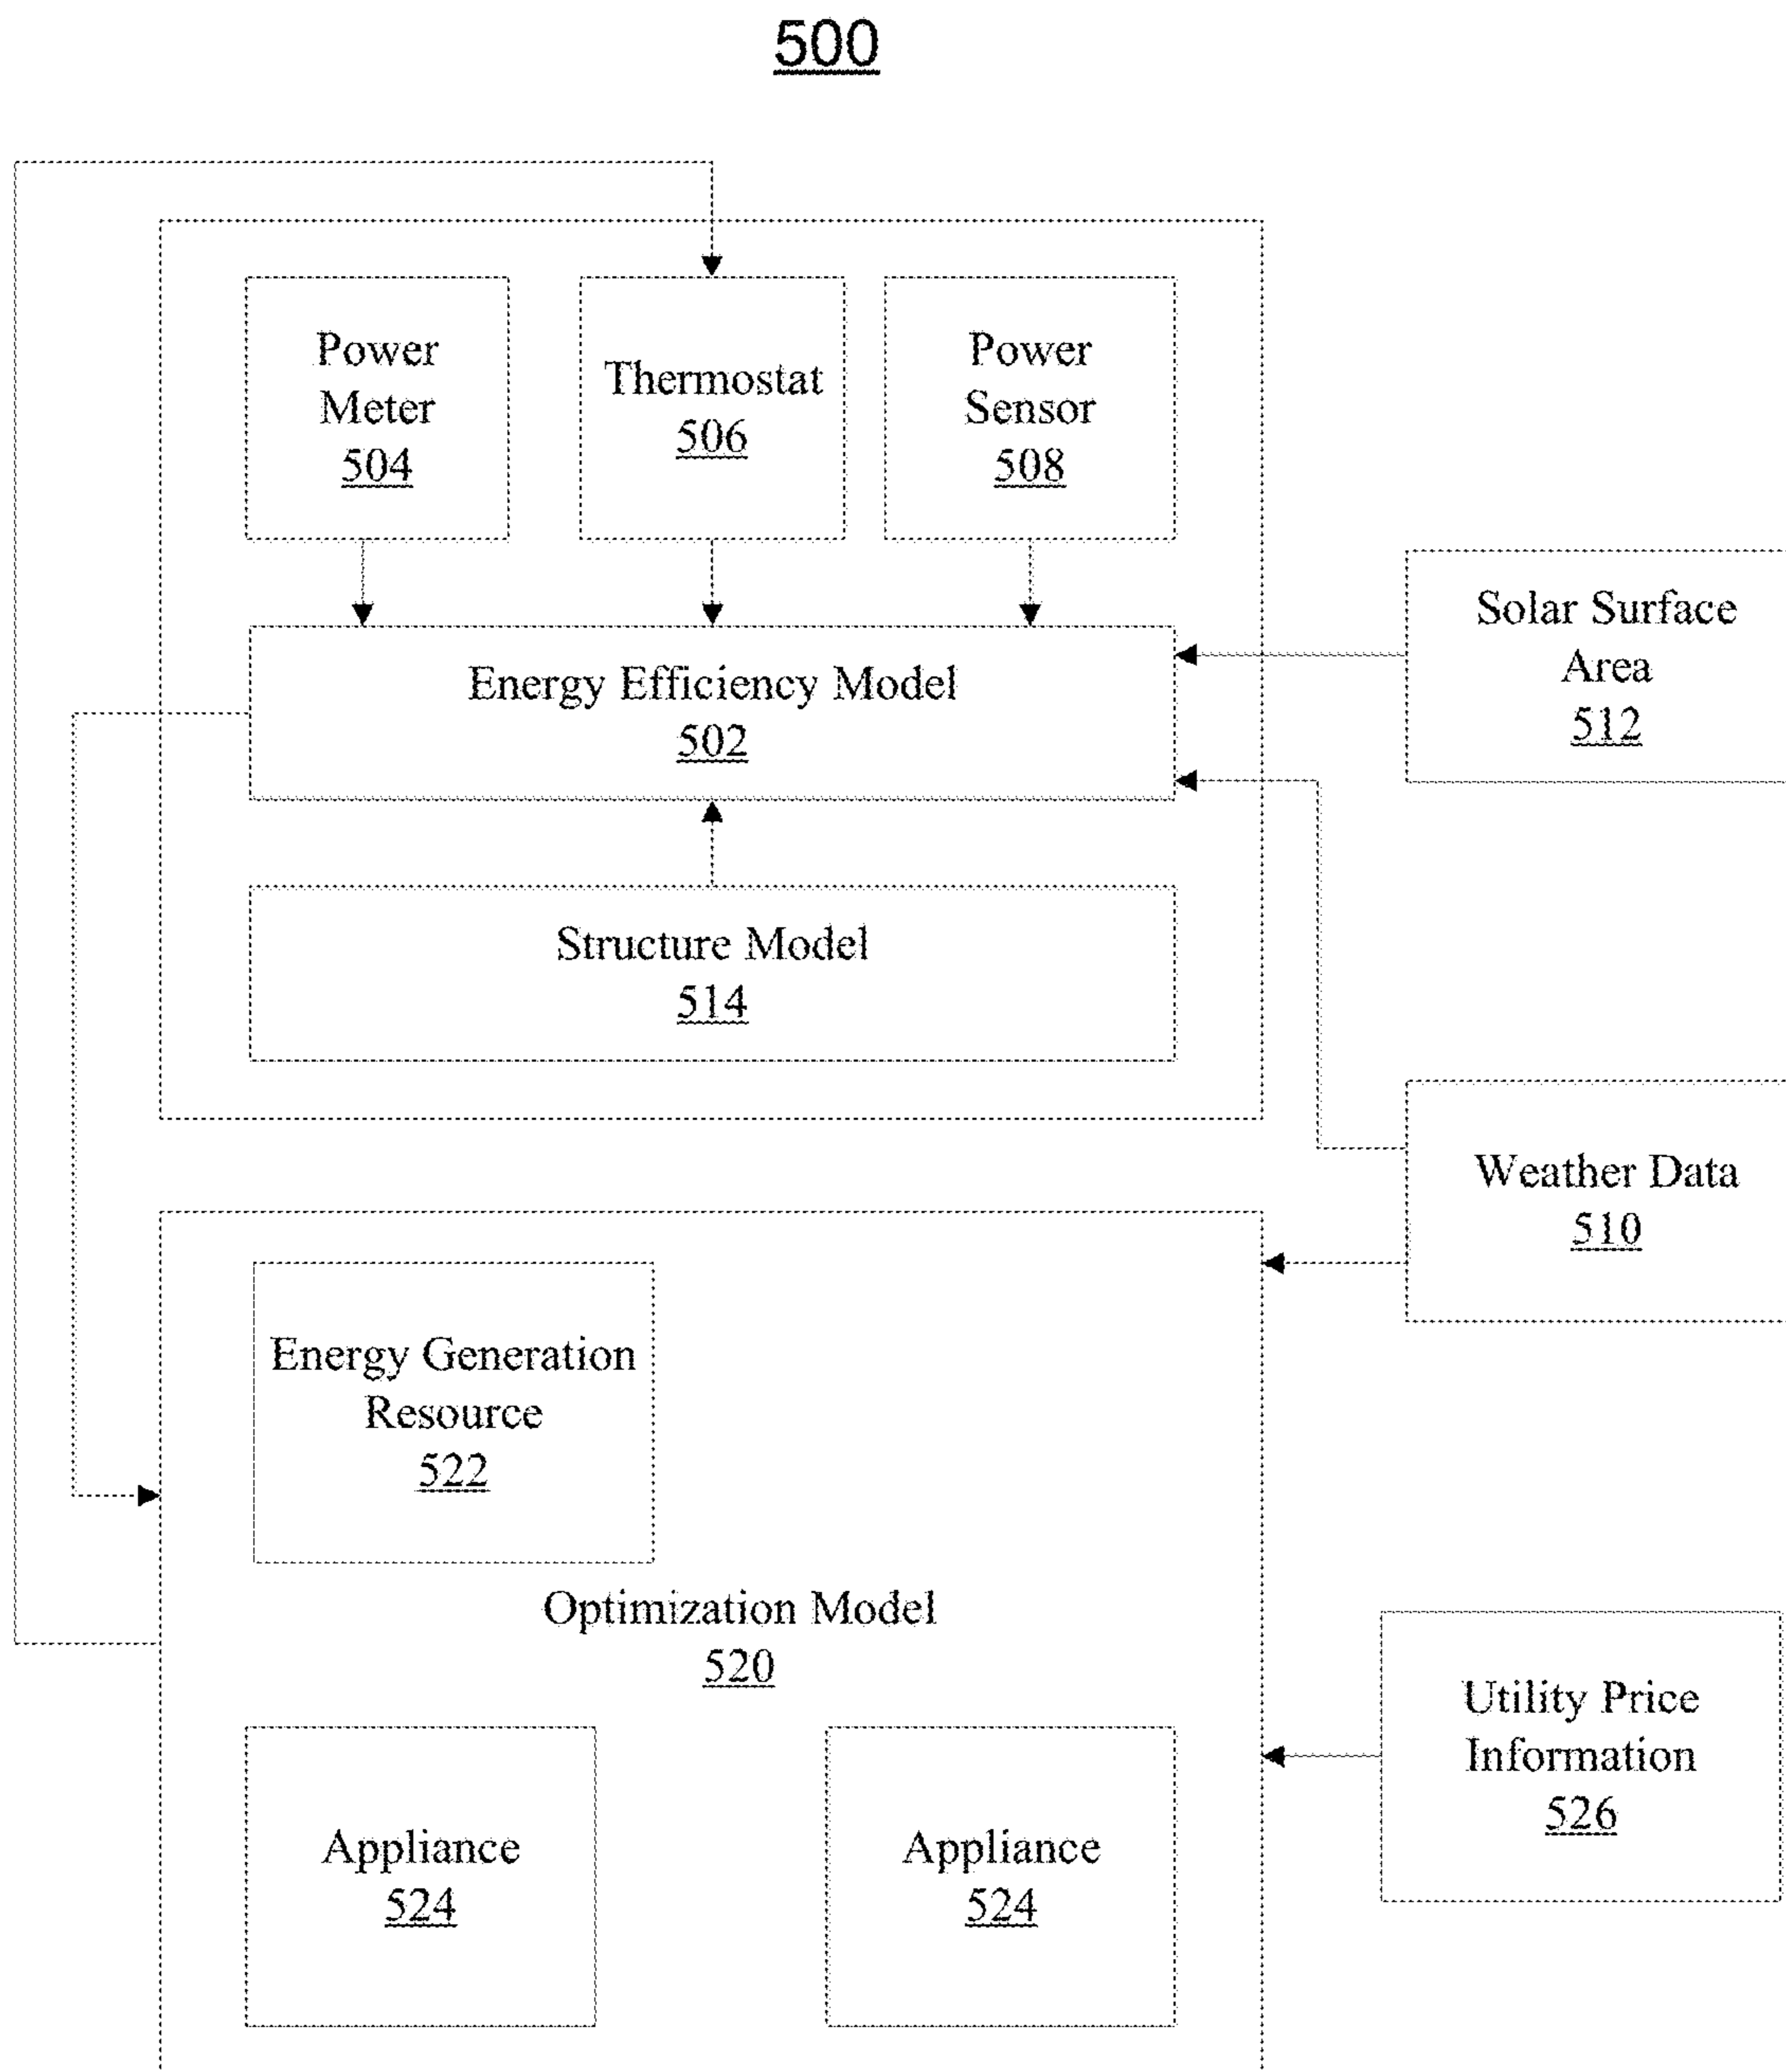 500
Power
Meter
504
Thermostat
506
Power
Sensor
508
Solar Surface
Area
512
Energy Efficiency Model
502
Structure Model
514
Weather Data
510
Energy Generation
Resource
522
Optimization Model
520
Utility Price
Information
526
Appliance
524
Appliance
524